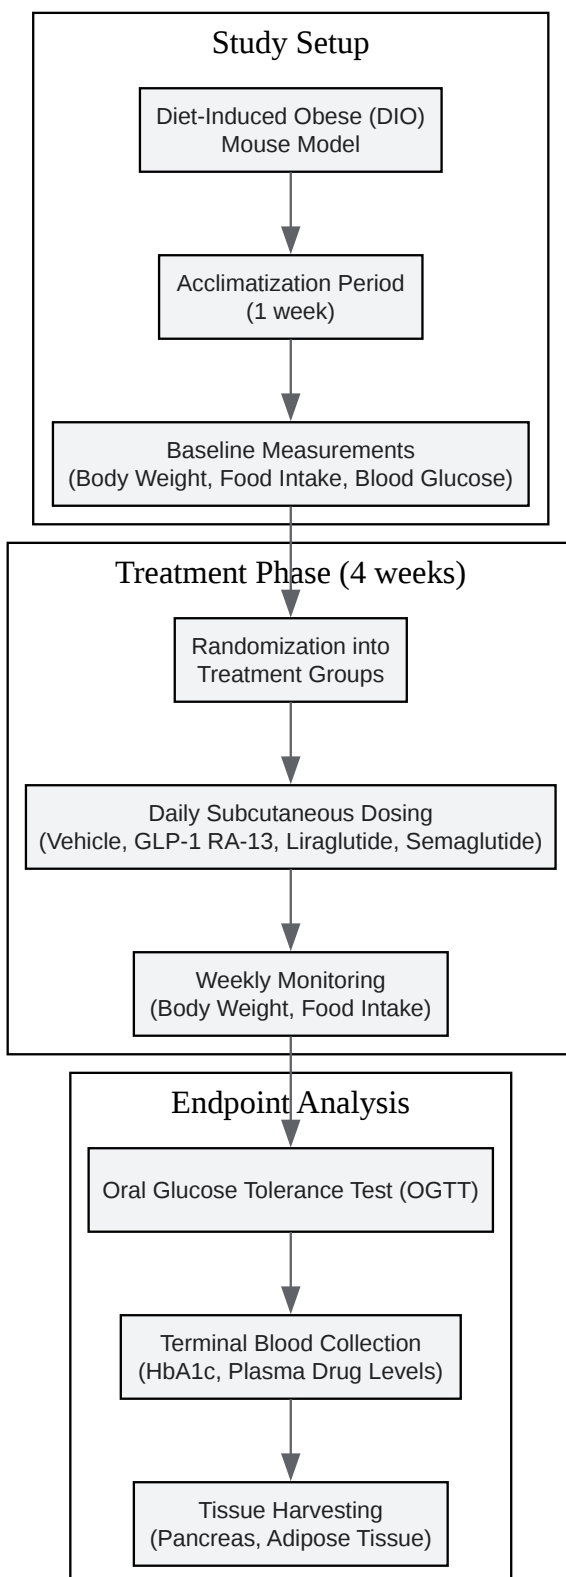 Study Setup
Diet-Induced Obese (DIO)
Mouse Model
Acclimatization Period
(1 week)
Baseline Measurements
(Body Weight, Food Intake, Blood Glucose)
Treatment Phase (4 weeks)
Randomization into
Treatment Groups
Daily Subcutaneous Dosing
(Vehicle, GLP-1 RA-13, Liraglutide, Semaglutide)
Weekly Monitoring
(Body Weight, Food Intake)
Endpoint Analysis
Oral Glucose Tolerance Test (OGTT)
Terminal Blood Collection
(HbA1c, Plasma Drug Levels)
Tissue Harvesting
(Pancreas, Adipose Tissue)